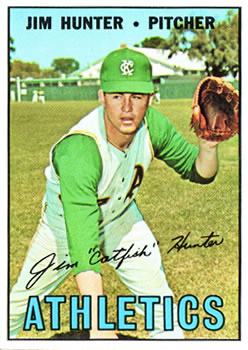 JIM HUNTER • PITCHER
KC
A
Jim "Catfish" Hunter
ATHLETICS